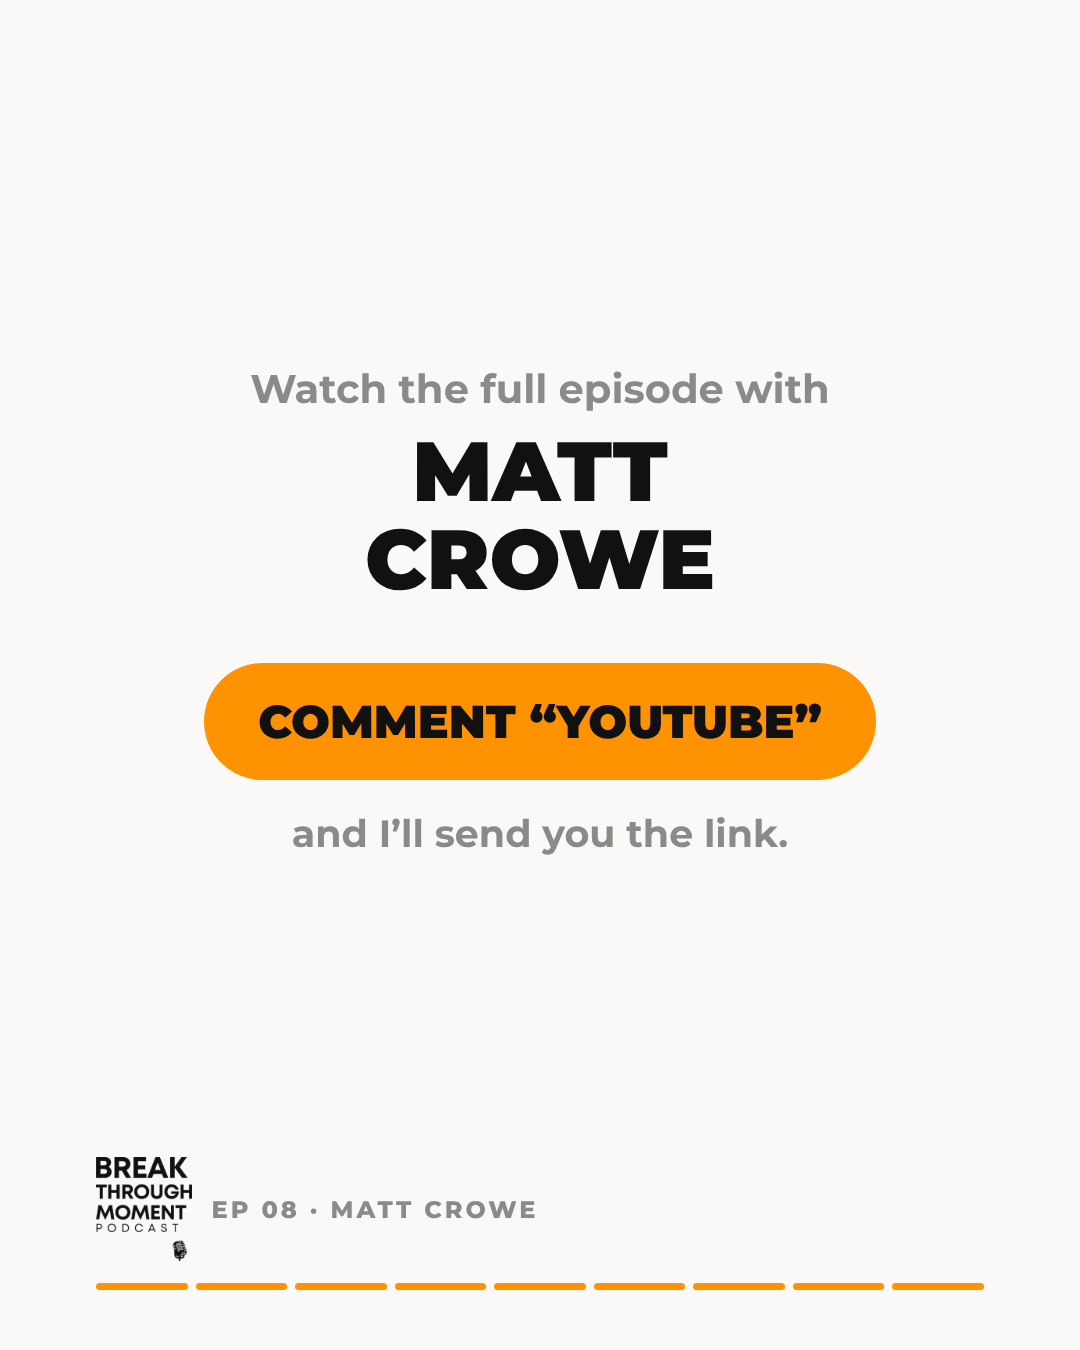 Watch the full episode with
MATT
CROWE
COMMENT “YOUTUBE”
and I’ll send you the link.
BREAK
THROUGH
MOMENT
PODCAST
EP 08 · MATT CROWE